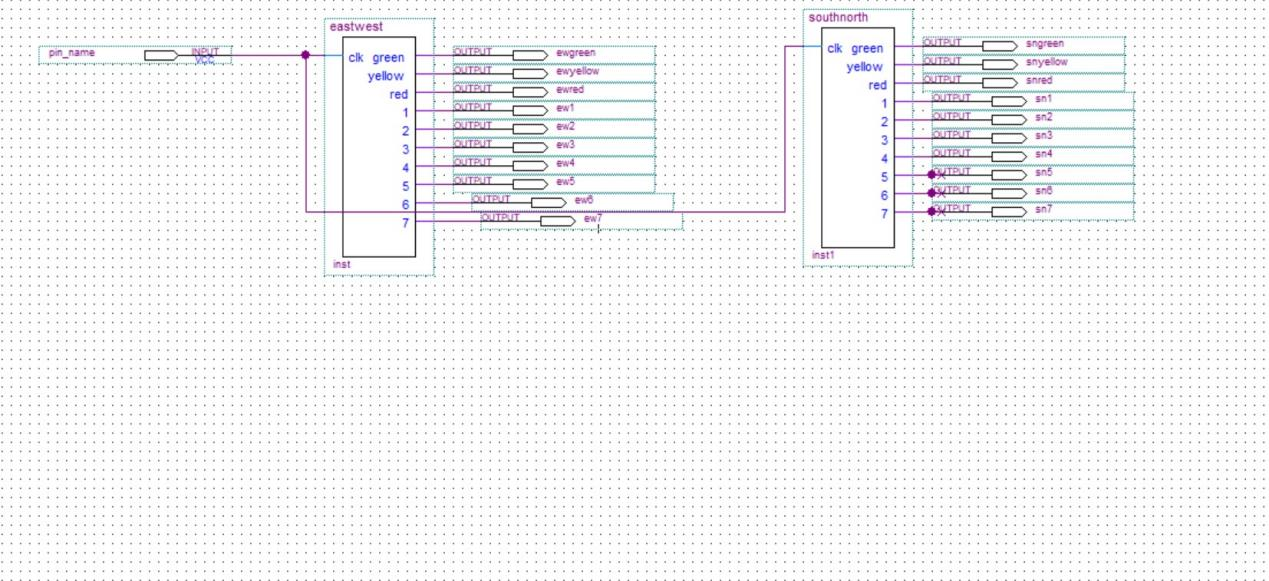 eastwest
southnorth
pin_name INPUT VCC
clk green OUTPUT ewgreen
yellow OUTPUT ewyellow
red OUTPUT ewred
1 OUTPUT ew1
2 OUTPUT ew2
3 OUTPUT ew3
4 OUTPUT ew4
5 OUTPUT ew5
6 OUTPUT ew6
7 OUTPUT ew7
inst
clk green OUTPUT sngreen
yellow OUTPUT snyellow
red OUTPUT snred
1 OUTPUT sn1
2 OUTPUT sn2
3 OUTPUT sn3
4 OUTPUT sn4
5 OUTPUT sn5
6 OUTPUT sn6
7 OUTPUT sn7
inst1